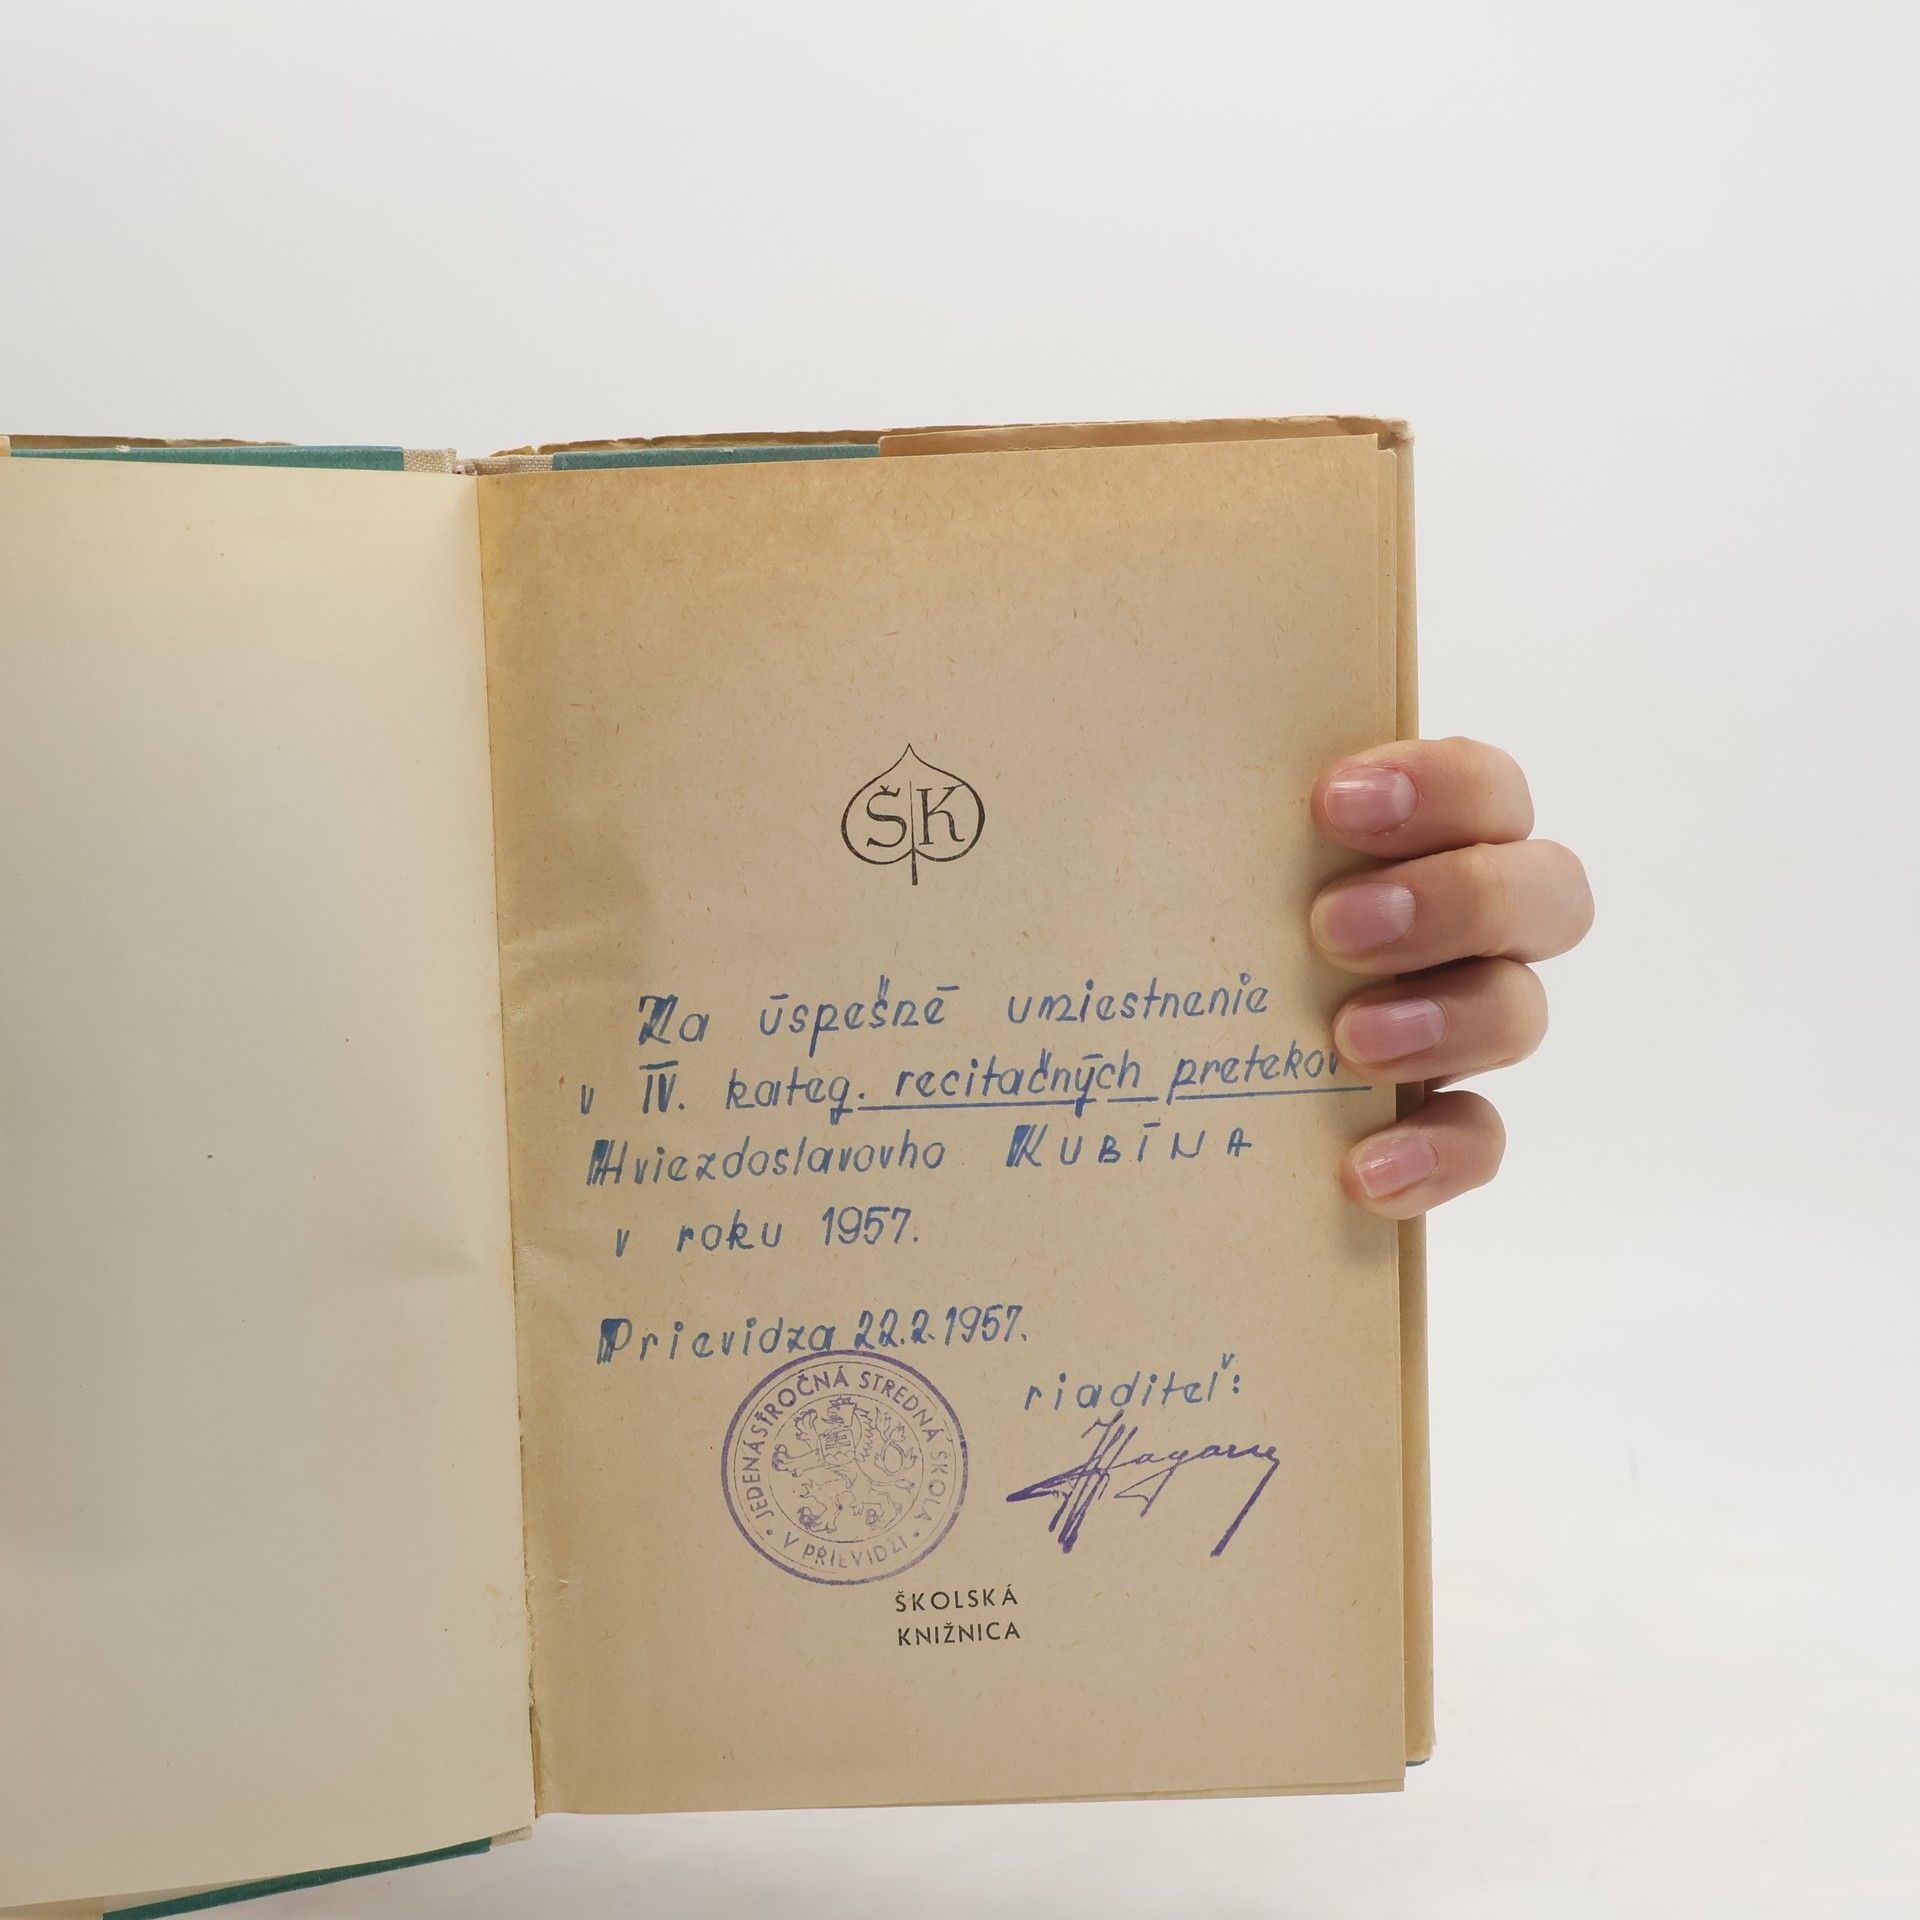 ŠK
Za úspešné umiestnenie
v IV. kateg. recitačných pretekov
Hviezdoslavovho KUBÍNA
v roku 1957.
Prievidza 22.2.1957.
riaditeľ:
• JEDENÁSŤROČNÁ STREDNÁ ŠKOLA •
V PRIEVIDZI
ŠKOLSKÁ
KNIŽNICA